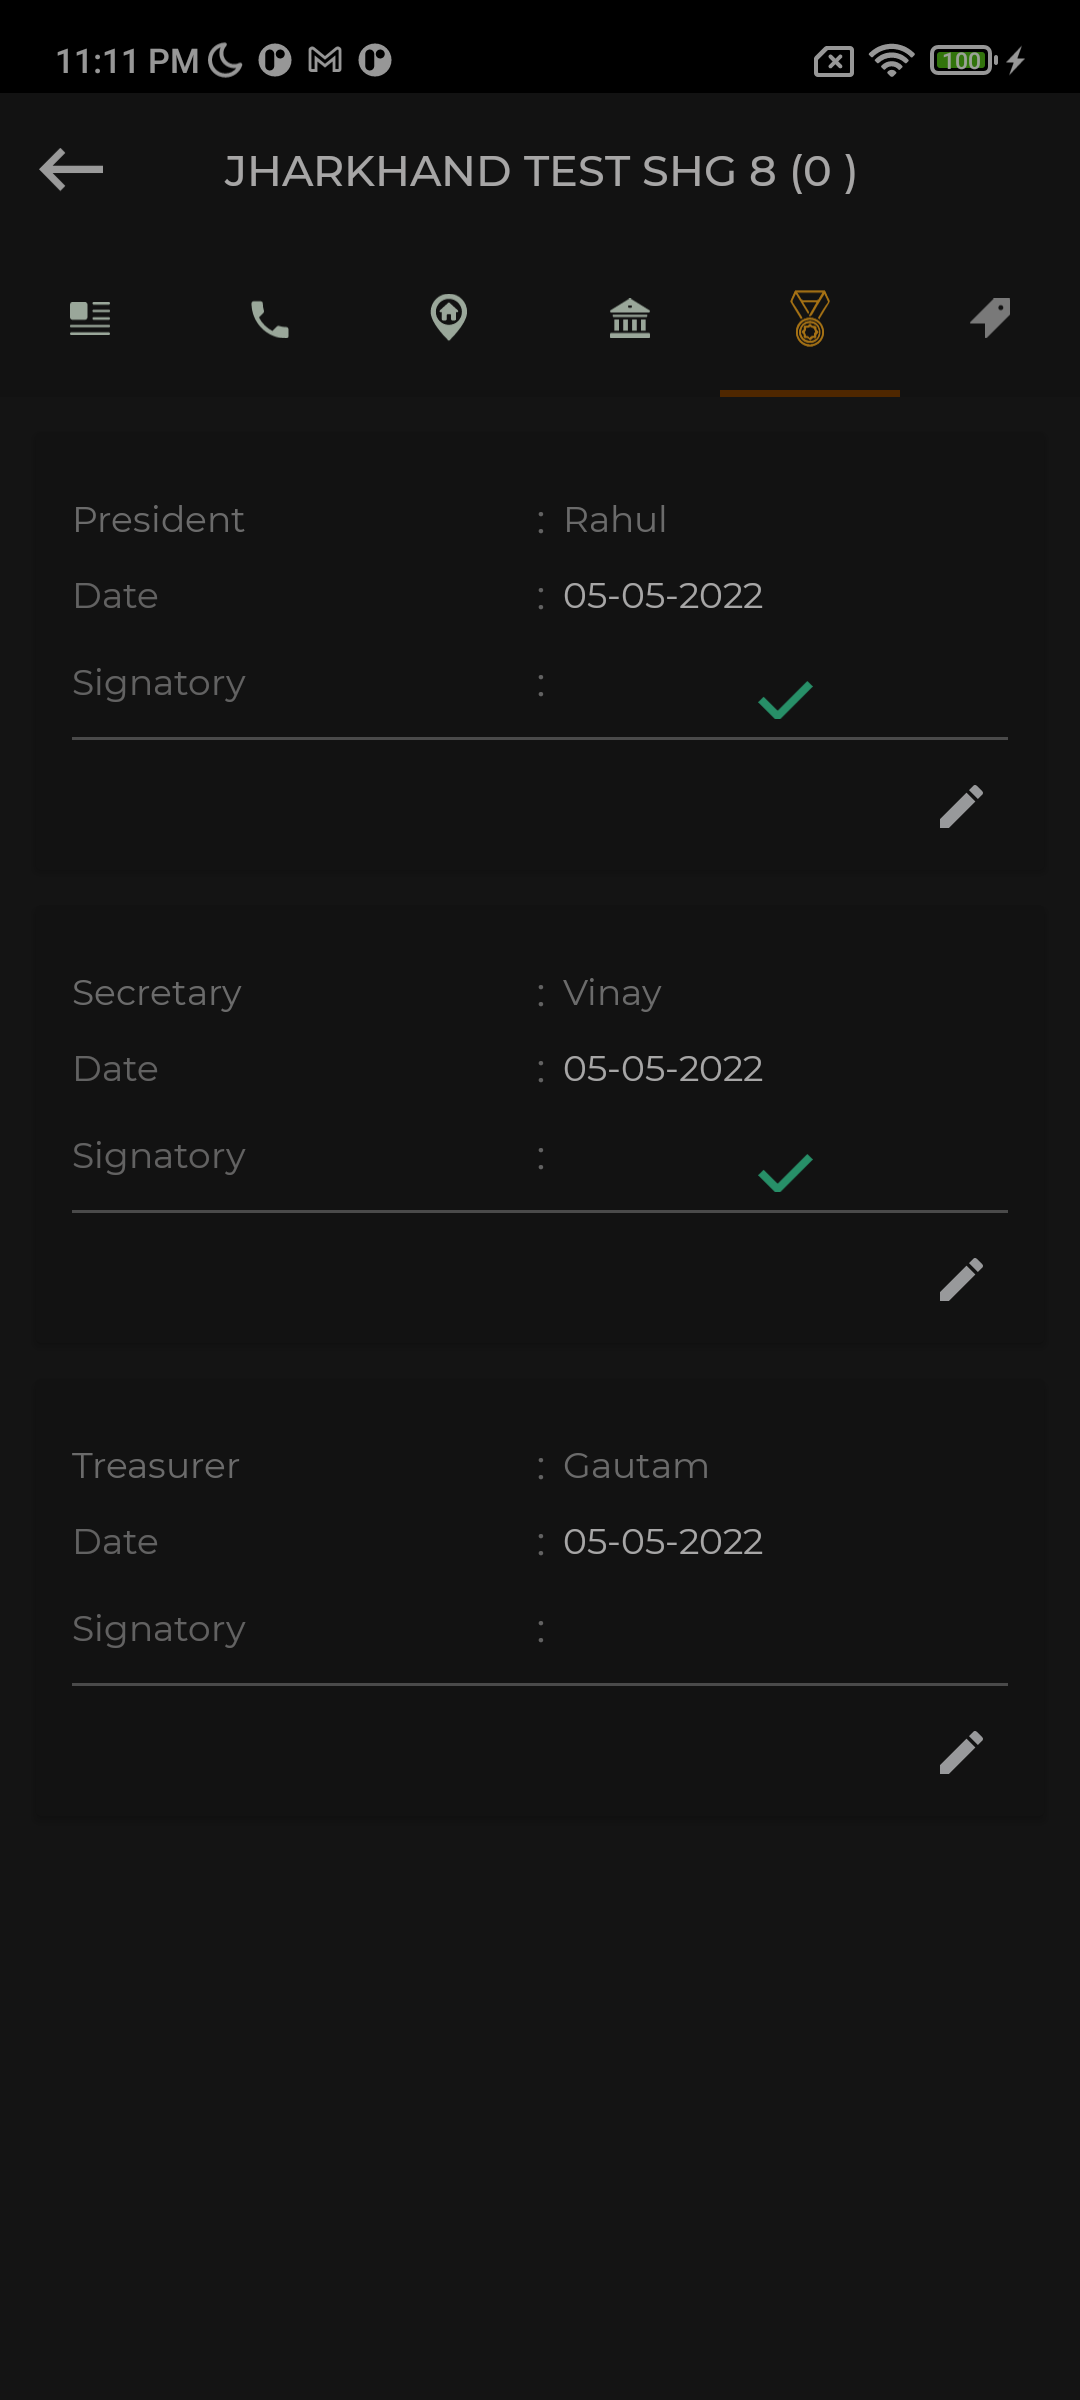 11:11 PM
100
JHARKHAND TEST SHG 8 (0 )
President : Rahul
Date : 05-05-2022
Signatory :
Secretary : Vinay
Date : 05-05-2022
Signatory :
Treasurer : Gautam
Date : 05-05-2022
Signatory :